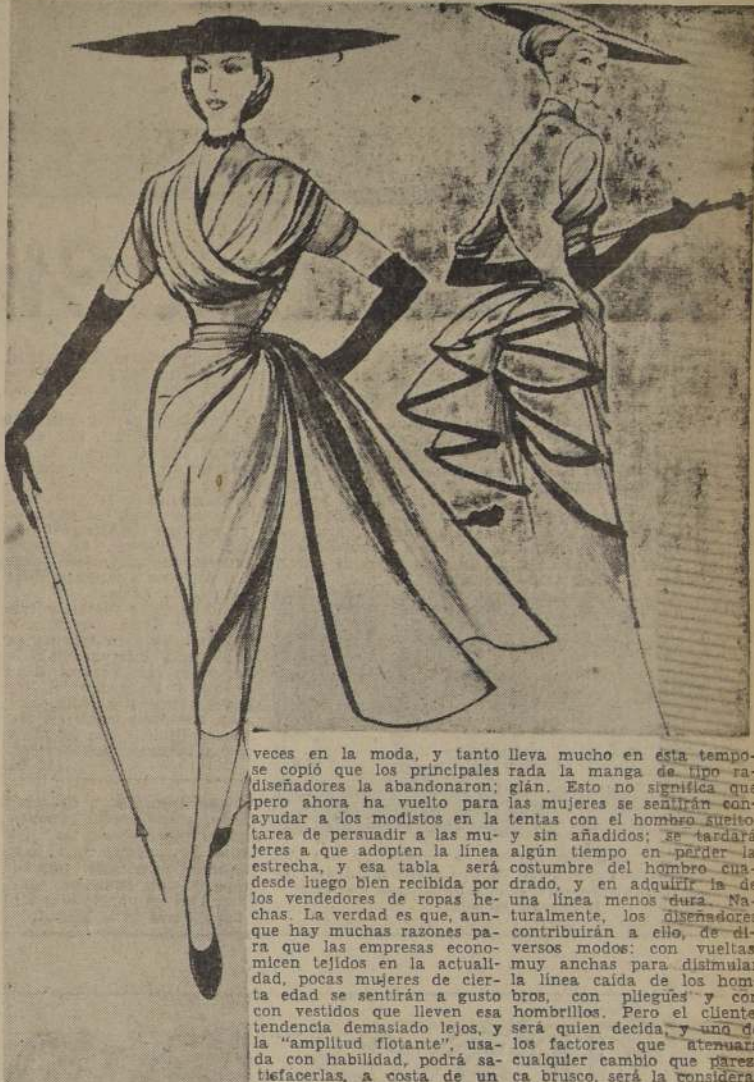 veces en la moda, y tanto
se copió que los principales
diseñadores la abandonaron;
pero ahora ha vuelto para
ayudar a los modistos en la
tarea de persuadir a las mu-
jeres a que adopten la línea
estrecha, y esa tabla será
desde luego bien recibida por
los vendedores de ropas he-
chas. La verdad es que, aun-
que hay muchas razones pa-
ra que las empresas econo-
micen tejidos en la actuali-
dad, pocas mujeres de cier-
ta edad se sentirán a gusto
con vestidos que lleven esa
tendencia demasiado lejos, y
la "amplitud flotante", usa-
da con habilidad, podrá sa-
tisfacerlas, a costa de un
lleva mucho en esta tempo-
rada la manga de tipo ra-
glán. Esto no significa que
las mujeres se sentirán con-
tentas con el hombro suelto
y sin añadidos; se tardará
algún tiempo en perder la
costumbre del hombro cua-
drado, y en adquirir la de
una línea menos dura. Na-
turalmente, los diseñadores
contribuirán a ello, de di-
versos modos: con vueltas
muy anchas para disimular
la línea caída de los hom
bros, con pliegues y con
hombrillos. Pero el cliente
será quien decida, y uno de
los factores que atenuará
cualquier cambio que parez
ca brusco, será la considera